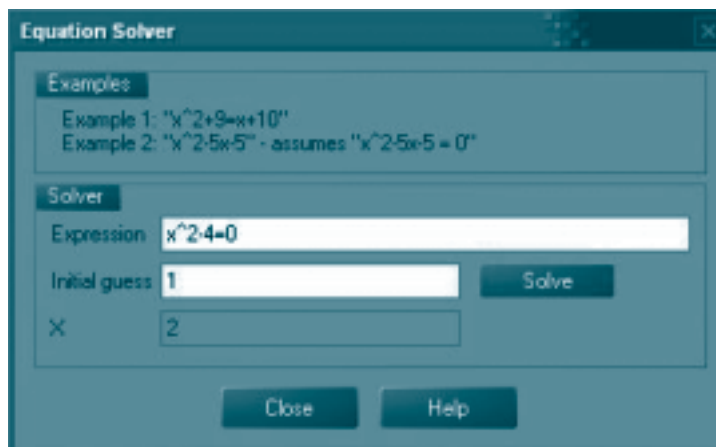 Equation Solver
Examples
Example 1: "x^2+9=x+10"
Example 2: "x^2-5x-5" - assumes "x^2-5x-5 = 0"
Solver
Expression x^2-4=0
Initial guess 1 Solve
X 2
Close Help